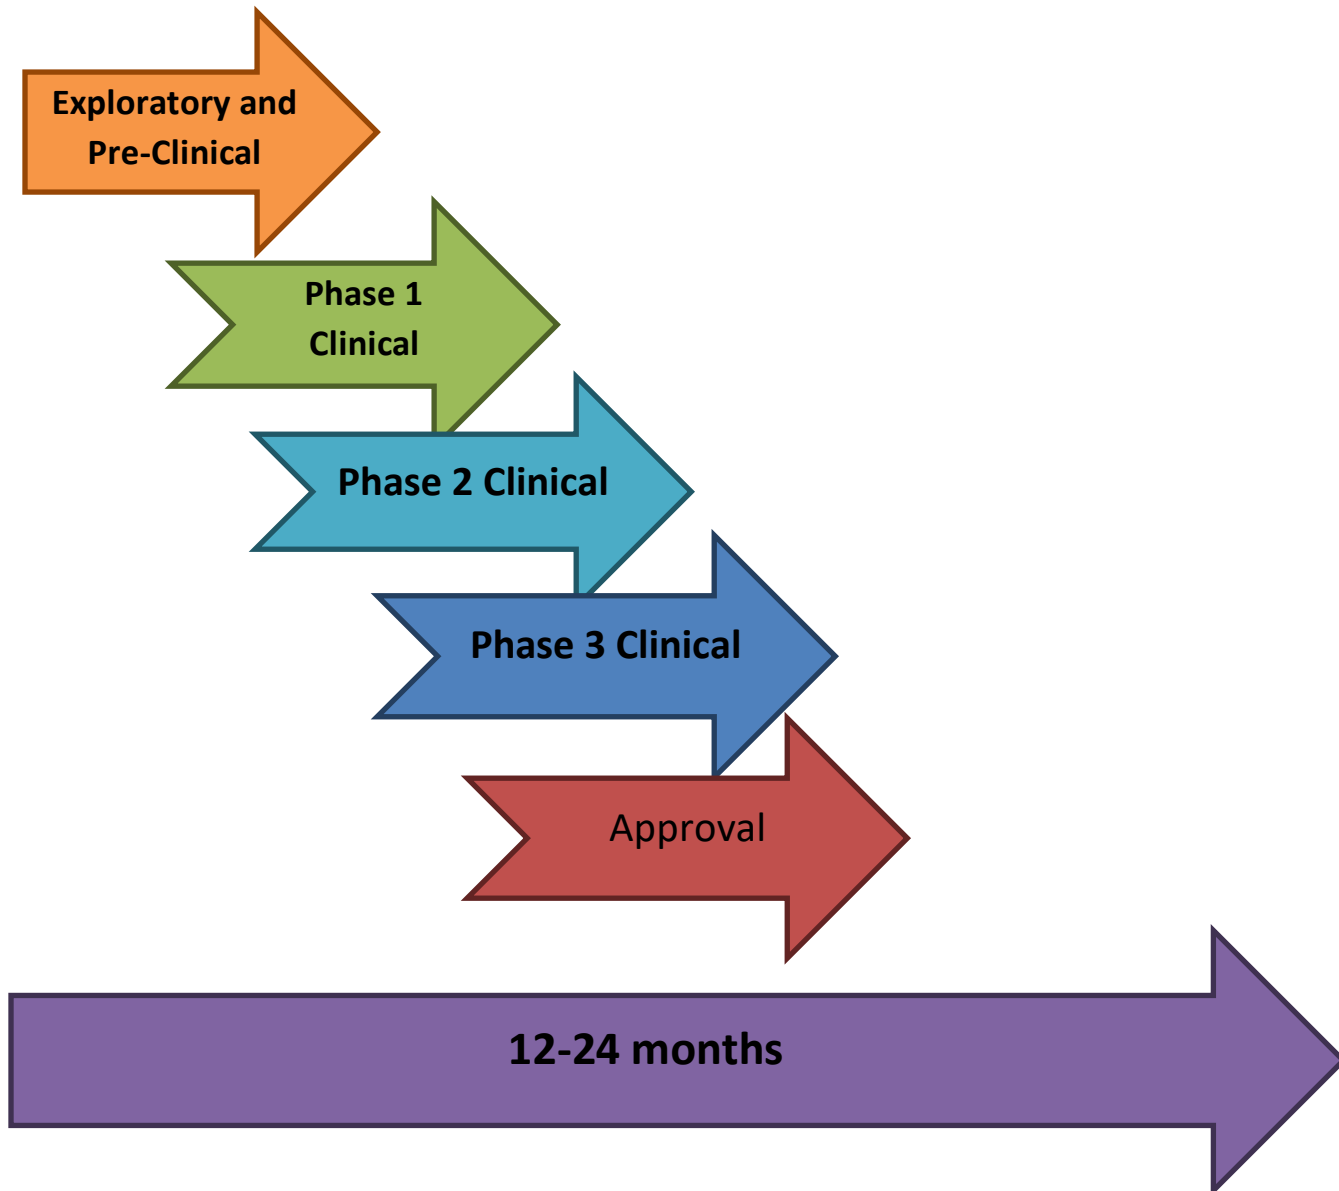 Exploratory and
Pre-Clinical
Phase 1
Clinical
Phase 2 Clinical
Phase 3 Clinical
Approval
12-24 months